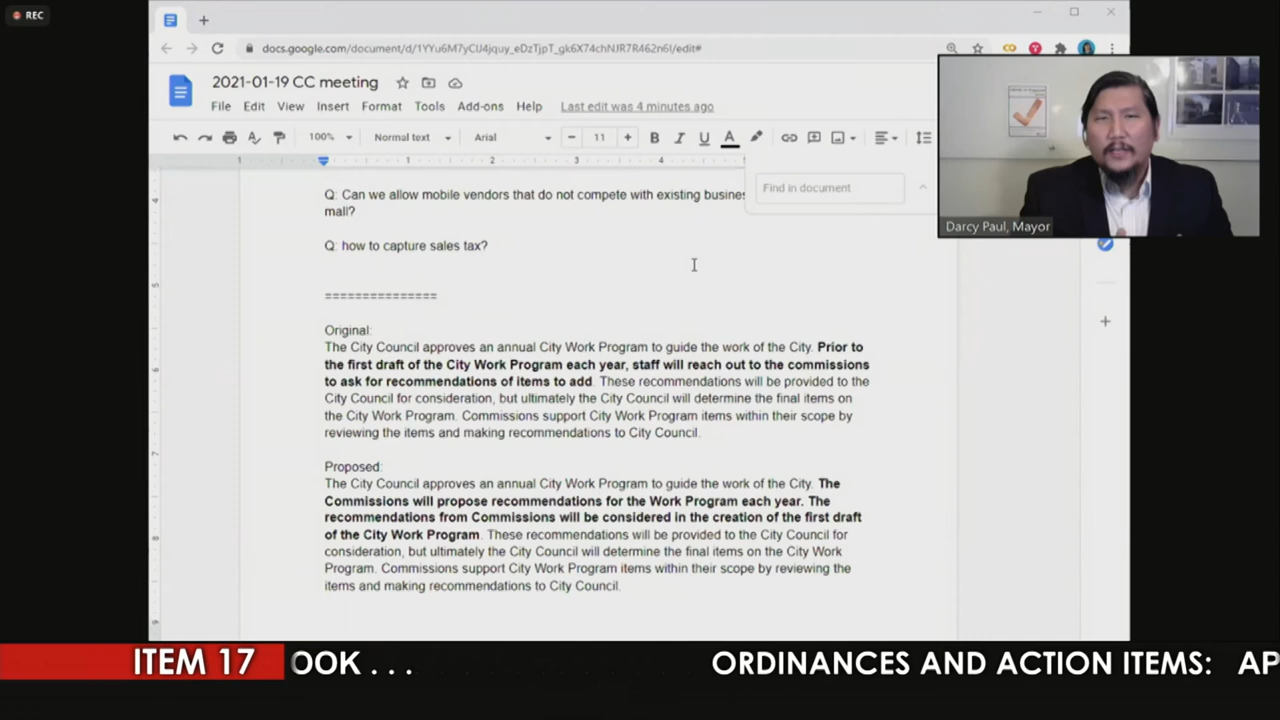 REC
docs.google.com/document/d/1YYu6M7yCU4jquy_eDzTjpT_gk6X74chNJR7R462n6I/edit#
2021-01-19 CC meeting
File Edit View Insert Format Tools Add-ons Help Last edit was 4 minutes ago
100% Normal text Arial 11 B I U A
1 1 2 3 4
Find in document
Darcy Paul, Mayor
Q: Can we allow mobile vendors that do not compete with existing busines
mall?
Q: how to capture sales tax?
===============
Original:
The City Council approves an annual City Work Program to guide the work of the City. Prior to
the first draft of the City Work Program each year, staff will reach out to the commissions
to ask for recommendations of items to add. These recommendations will be provided to the
City Council for consideration, but ultimately the City Council will determine the final items on
the City Work Program. Commissions support City Work Program items within their scope by
reviewing the items and making recommendations to City Council.
Proposed:
The City Council approves an annual City Work Program to guide the work of the City. The
Commissions will propose recommendations for the Work Program each year. The
recommendations from Commissions will be considered in the creation of the first draft
of the City Work Program. These recommendations will be provided to the City Council for
consideration, but ultimately the City Council will determine the final items on the City Work
Program. Commissions support City Work Program items within their scope by reviewing the
items and making recommendations to City Council.
ITEM 17 OOK . . . ORDINANCES AND ACTION ITEMS: AP